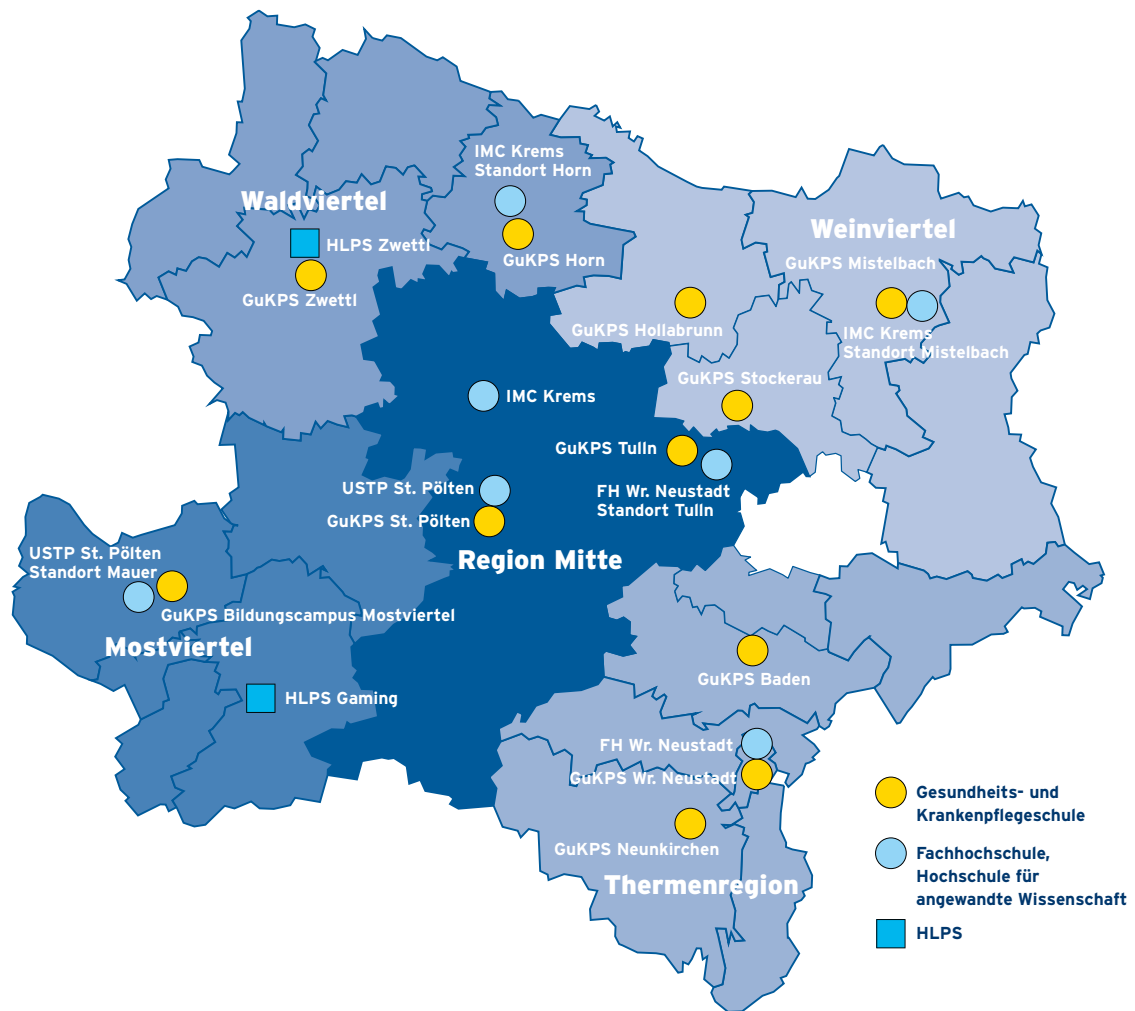 IMC Krems
Standort Horn
Waldviertel
HLPS Zwettl
GuKPS Horn
GuKPS Zwettl
Weinviertel
GuKPS Mistelbach
GuKPS Hollabrunn
IMC Krems
Standort Mistelbach
GuKPS Stockerau
IMC Krems
GuKPS Tulln
FH Wr. Neustadt
Standort Tulln
USTP St. Pölten
GuKPS St. Pölten
Region Mitte
USTP St. Pölten
Standort Mauer
GuKPS Bildungscampus Mostviertel
Mostviertel
HLPS Gaming
GuKPS Baden
FH Wr. Neustadt
GuKPS Wr. Neustadt
GuKPS Neunkirchen
Thermenregion
Gesundheits- und
Krankenpflegeschule
Fachhochschule,
Hochschule für
angewandte Wissenschaft
HLPS